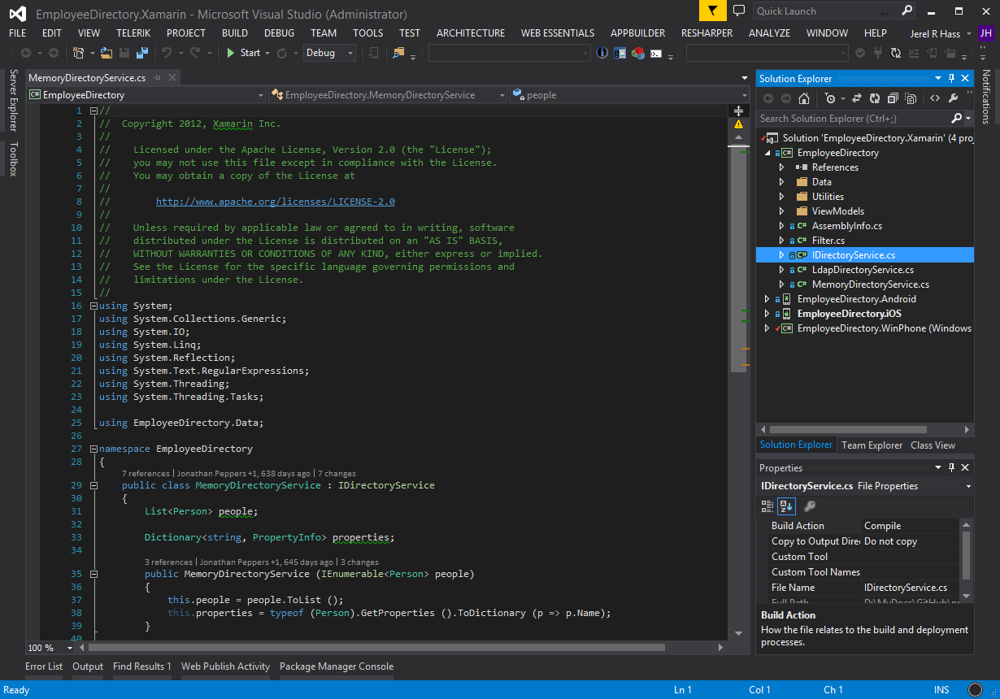 EmployeeDirectory.Xamarin - Microsoft Visual Studio (Administrator)
Quick Launch
FILE EDIT VIEW TELERIK PROJECT BUILD DEBUG TEAM TOOLS TEST ARCHITECTURE WEB ESSENTIALS APPBUILDER RESHARPER ANALYZE WINDOW HELP Jerel R Hass JH
Start Debug
Server Explorer
Toolbox
MemoryDirectoryService.cs
EmployeeDirectory EmployeeDirectory.MemoryDirectoryService people
1 //
2 // Copyright 2012, Xamarin Inc.
3 //
4 // Licensed under the Apache License, Version 2.0 (the "License");
5 // you may not use this file except in compliance with the License.
6 // You may obtain a copy of the License at
7 //
8 // http://www.apache.org/licenses/LICENSE-2.0
9 //
10 // Unless required by applicable law or agreed to in writing, software
11 // distributed under the License is distributed on an "AS IS" BASIS,
12 // WITHOUT WARRANTIES OR CONDITIONS OF ANY KIND, either express or implied.
13 // See the License for the specific language governing permissions and
14 // limitations under the License.
15 //
16 using System;
17 using System.Collections.Generic;
18 using System.IO;
19 using System.Linq;
20 using System.Reflection;
21 using System.Text.RegularExpressions;
22 using System.Threading;
23 using System.Threading.Tasks;
24
25 using EmployeeDirectory.Data;
26
27 namespace EmployeeDirectory
28 {
7 references | Jonathan Peppers +1, 638 days ago | 7 changes
29 public class MemoryDirectoryService : IDirectoryService
30 {
31 List<Person> people;
32
33 Dictionary<string, PropertyInfo> properties;
34
3 references | Jonathan Peppers +1, 645 days ago | 3 changes
35 public MemoryDirectoryService (IEnumerable<Person> people)
36 {
37 this.people = people.ToList ();
38 this.properties = typeof (Person).GetProperties ().ToDictionary (p => p.Name);
39 }
40
100 %
Solution Explorer
Search Solution Explorer (Ctrl+;)
Solution 'EmployeeDirectory.Xamarin' (4 proj
C# EmployeeDirectory
References
Data
Utilities
ViewModels
C# AssemblyInfo.cs
C# Filter.cs
C# IDirectoryService.cs
C# LdapDirectoryService.cs
C# MemoryDirectoryService.cs
EmployeeDirectory.Android
EmployeeDirectory.iOS
C# EmployeeDirectory.WinPhone (Windows
Solution Explorer Team Explorer Class View
Properties
IDirectoryService.cs File Properties
Build Action Compile
Copy to Output Dire Do not copy
Custom Tool
Custom Tool Names
File Name IDirectoryService.cs
Full Path D:\MyDocs\GitHub\
Build Action
How the file relates to the build and deployment
processes.
Notifications
Error List Output Find Results 1 Web Publish Activity Package Manager Console
Ready Ln 1 Col 1 Ch 1 INS